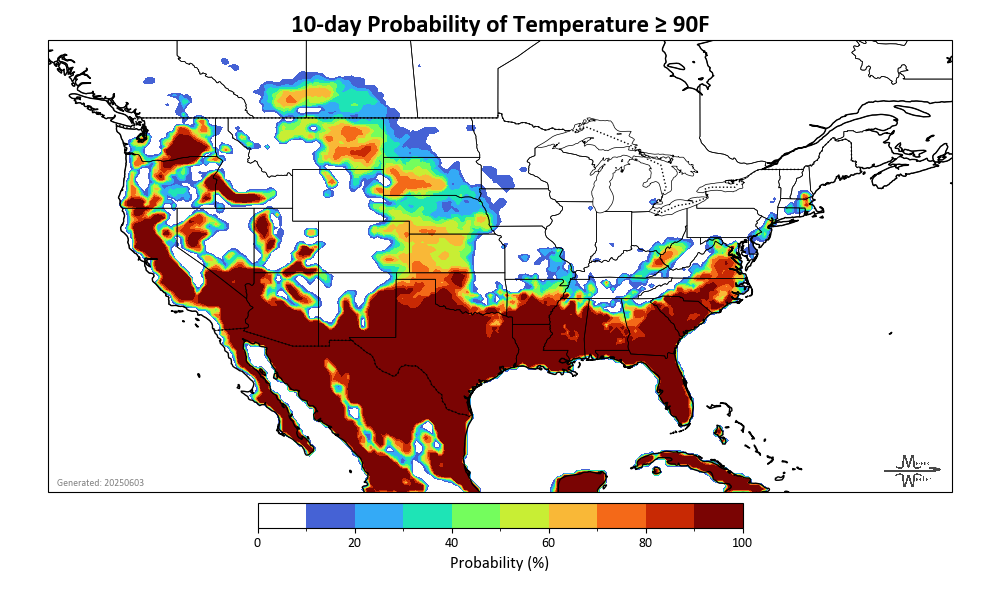 10-day Probability of Temperature ≥ 90F
Generated: 20250603
0 20 40 60 80 100
Probability (%)